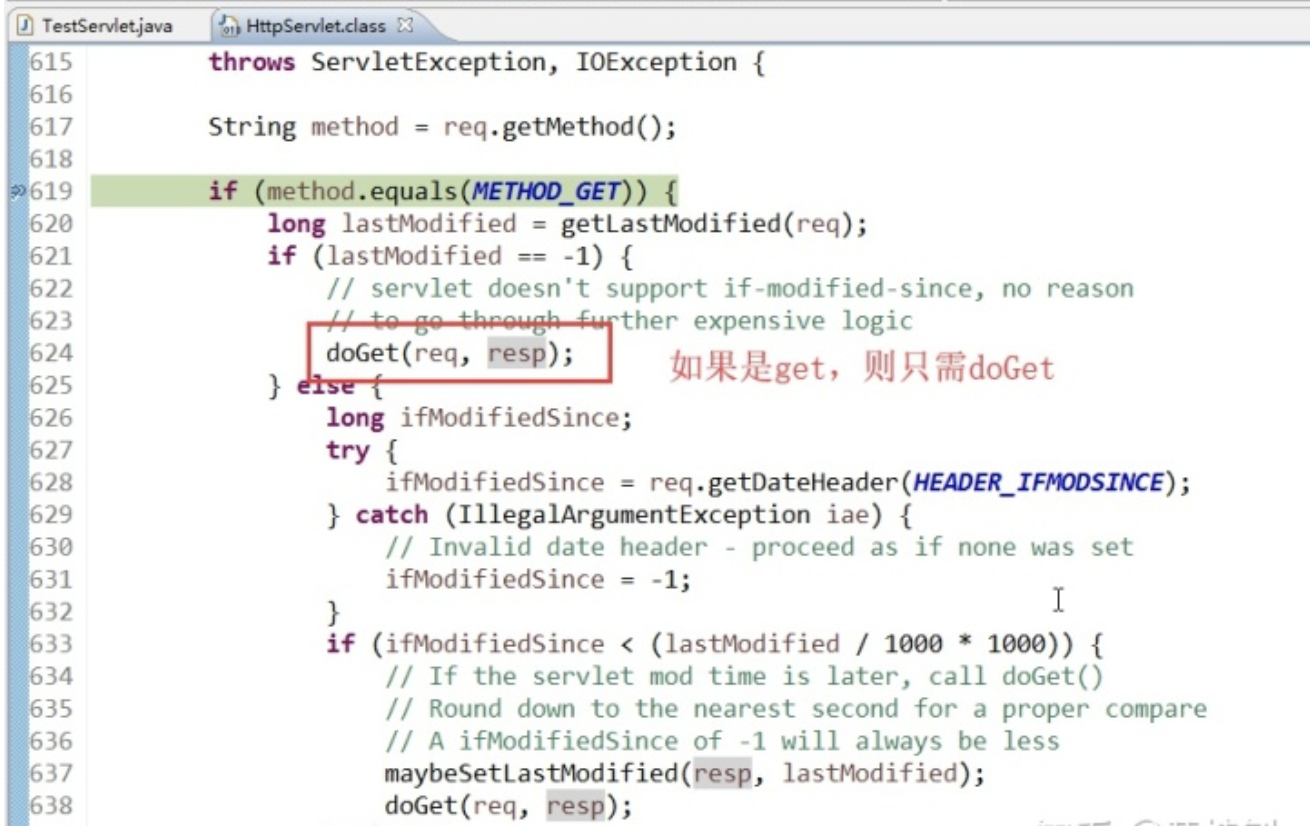 TestServlet.java HttpServlet.class
615 throws ServletException, IOException {
616
617 String method = req.getMethod();
618
619 if (method.equals(METHOD_GET)) {
620 long lastModified = getLastModified(req);
621 if (lastModified == -1) {
622 // servlet doesn't support if-modified-since, no reason
623 // to go through further expensive logic
624 doGet(req, resp); 如果是get，则只需doGet
625 } else {
626 long ifModifiedSince;
627 try {
628 ifModifiedSince = req.getDateHeader(HEADER_IFMODSINCE);
629 } catch (IllegalArgumentException iae) {
630 // Invalid date header - proceed as if none was set
631 ifModifiedSince = -1;
632 }
633 if (ifModifiedSince < (lastModified / 1000 * 1000)) {
634 // If the servlet mod time is later, call doGet()
635 // Round down to the nearest second for a proper compare
636 // A ifModifiedSince of -1 will always be less
637 maybeSetLastModified(resp, lastModified);
638 doGet(req, resp);